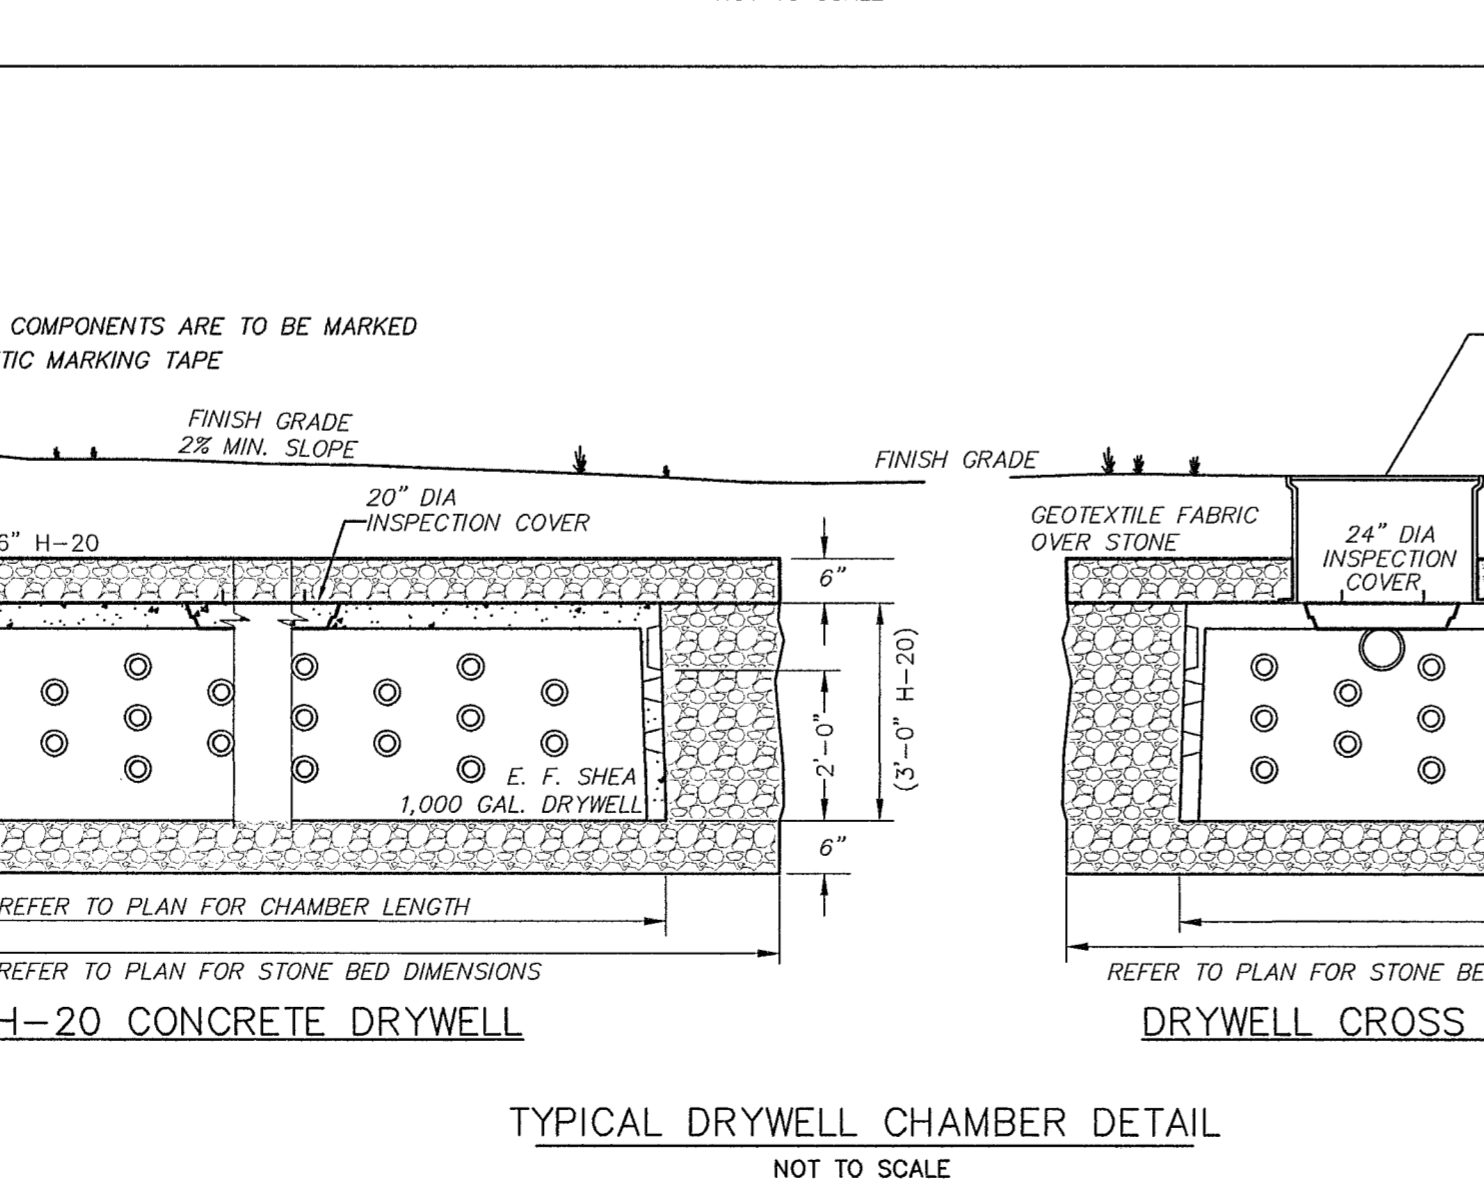 COMPONENTS ARE TO BE MARKED
TIC MARKING TAPE
FINISH GRADE
2% MIN. SLOPE
20" DIA
INSPECTION COVER
6" H-20
6"
2'-0"
(3'-0" H-20)
6"
E. F. SHEA
1,000 GAL. DRYWELL
REFER TO PLAN FOR CHAMBER LENGTH
REFER TO PLAN FOR STONE BED DIMENSIONS
H-20 CONCRETE DRYWELL
FINISH GRADE
GEOTEXTILE FABRIC
OVER STONE
24" DIA
INSPECTION
COVER
REFER TO PLAN FOR STONE BE
DRYWELL CROSS
TYPICAL DRYWELL CHAMBER DETAIL
NOT TO SCALE